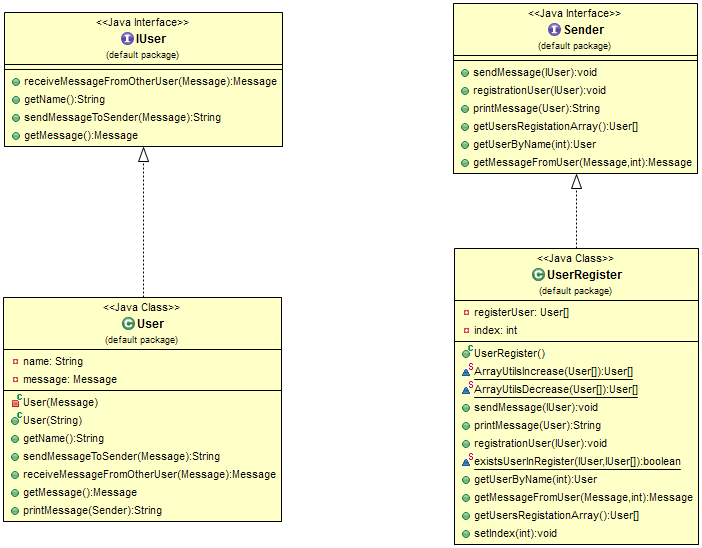 <<Java Interface>>
IUser
(default package)
receiveMessageFromOtherUser(Message):Message
getName():String
sendMessageToSender(Message):String
getMessage():Message
<<Java Class>>
User
(default package)
name: String
message: Message
User(Message)
User(String)
getName():String
sendMessageToSender(Message):String
receiveMessageFromOtherUser(Message):Message
getMessage():Message
printMessage(Sender):String
<<Java Interface>>
Sender
(default package)
sendMessage(IUser):void
registrationUser(IUser):void
printMessage(User):String
getUsersRegistationArray():User[]
getUserByName(int):User
getMessageFromUser(Message,int):Message
<<Java Class>>
UserRegister
(default package)
registerUser: User[]
index: int
UserRegister()
ArrayUtilsIncrease(User[]):User[]
ArrayUtilsDecrease(User[]):User[]
sendMessage(IUser):void
printMessage(User):String
registrationUser(IUser):void
existsUserInRegister(IUser,IUser[]):boolean
getUserByName(int):User
getMessageFromUser(Message,int):Message
getUsersRegistationArray():User[]
setIndex(int):void